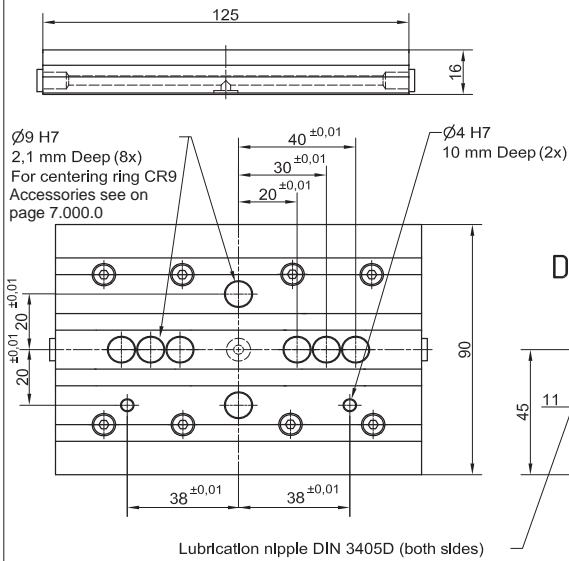 125
16
Ø9 H7
2,1 mm Deep (8x)
For centering ring CR9
Accessories see on
page 7.000.0
40 ±0,01
30 ±0,01
20 ±0,01
Ø4 H7
10 mm Deep (2x)
20 ±0,01
20 ±0,01
90
D
45
11
38 ±0,01
38 ±0,01
Lubrication nipple DIN 3405D (both sides)